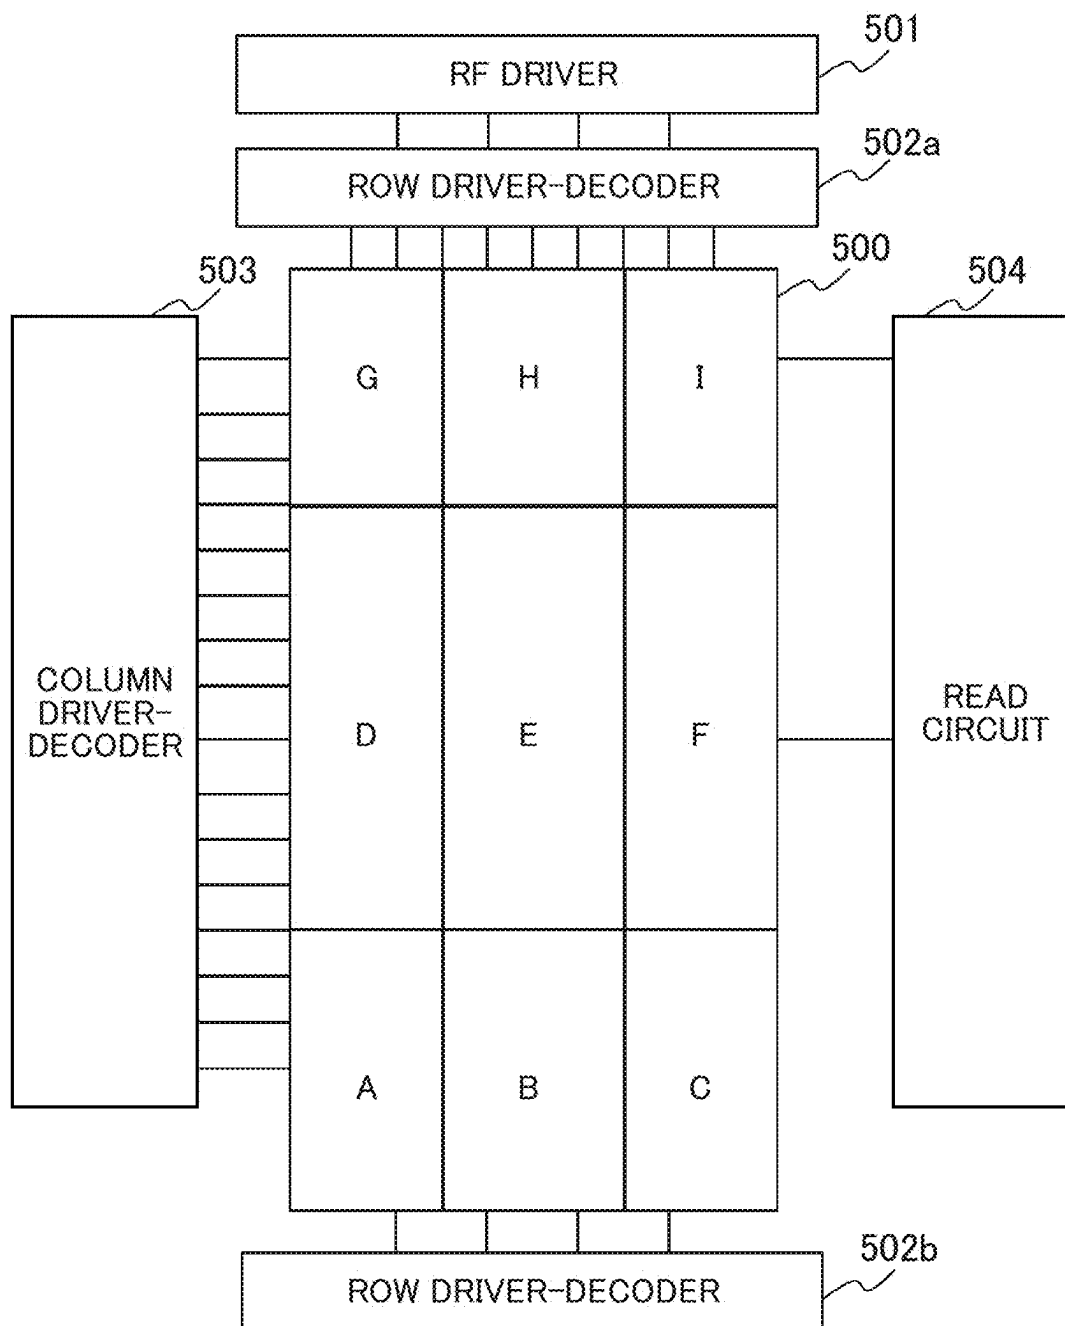 501
RF DRIVER
502a
ROW DRIVER-DECODER
500
503
504
G
H
I
COLUMN
DRIVER-
DECODER
D
E
F
READ
CIRCUIT
A
B
C
502b
ROW DRIVER-DECODER